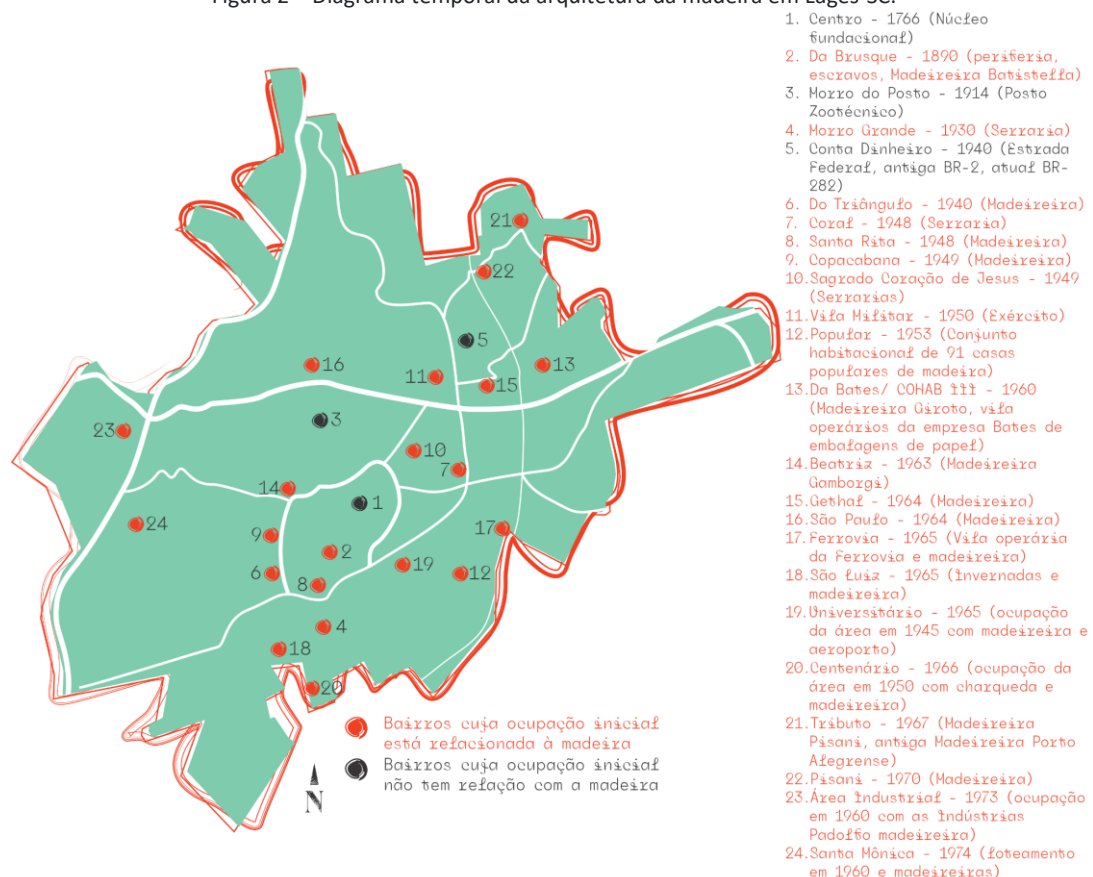 Figura 2 – Diagrama temporal da arquitetura da madeira em Lages-SC.
1. Centro - 1766 (Núcleo
fundacional)
2. Da Brusque - 1890 (periferia,
escravos, Madeireira Batistella)
3. Morro do Posto - 1914 (Posto
Zootécnico)
4. Morro Grande - 1930 (Serraria)
5. Conta Dinheiro - 1940 (Estrada
Federal, antiga BR-2, atual BR-
282)
6. Do Triângulo - 1940 (Madeireira)
7. Coral - 1948 (Serraria)
8. Santa Rita - 1948 (Madeireira)
9. Copacabana - 1949 (Madeireira)
10.Sagrado Coração de Jesus - 1949
(Serrarias)
11.Vila Militar - 1950 (Exército)
12.Popular - 1953 (Conjunto
habitacional de 91 casas
populares de madeira)
13.Da Bates/ COHAB III - 1960
(Madeireira Giroto, vila
operários da empresa Bates de
embalagens de papel)
14.Beatriz - 1963 (Madeireira
Gamborgi)
15.Gethal - 1964 (Madeireira)
16.São Paulo - 1964 (Madeireira)
17.Ferrovia - 1965 (Vila operária
da Ferrovia e madeireira)
18.São Luiz - 1965 (Invernadas e
madeireira)
19.Universitário - 1965 (ocupação
da área em 1945 com madeireira e
aeroporto)
20.Centenário - 1966 (ocupação da
área em 1950 com charqueda e
madeireira)
21.Tributo - 1967 (Madeireira
Pisani, antiga Madeireira Porto
Alegrense)
22.Pisani - 1970 (Madeireira)
23.Área Industrial - 1973 (ocupação
em 1960 com as Indústrias
Padolfio madeireira)
24.Santa Mônica - 1974 (loteamento
em 1960 e madeireiras)
21
22
5
16
11
15
13
3
23
10
7
14
1
24
9
2
17
6
8
19
12
4
18
20
Bairros cuja ocupação inicial
está relacionada à madeira
Bairros cuja ocupação inicial
não tem relação com a madeira
N